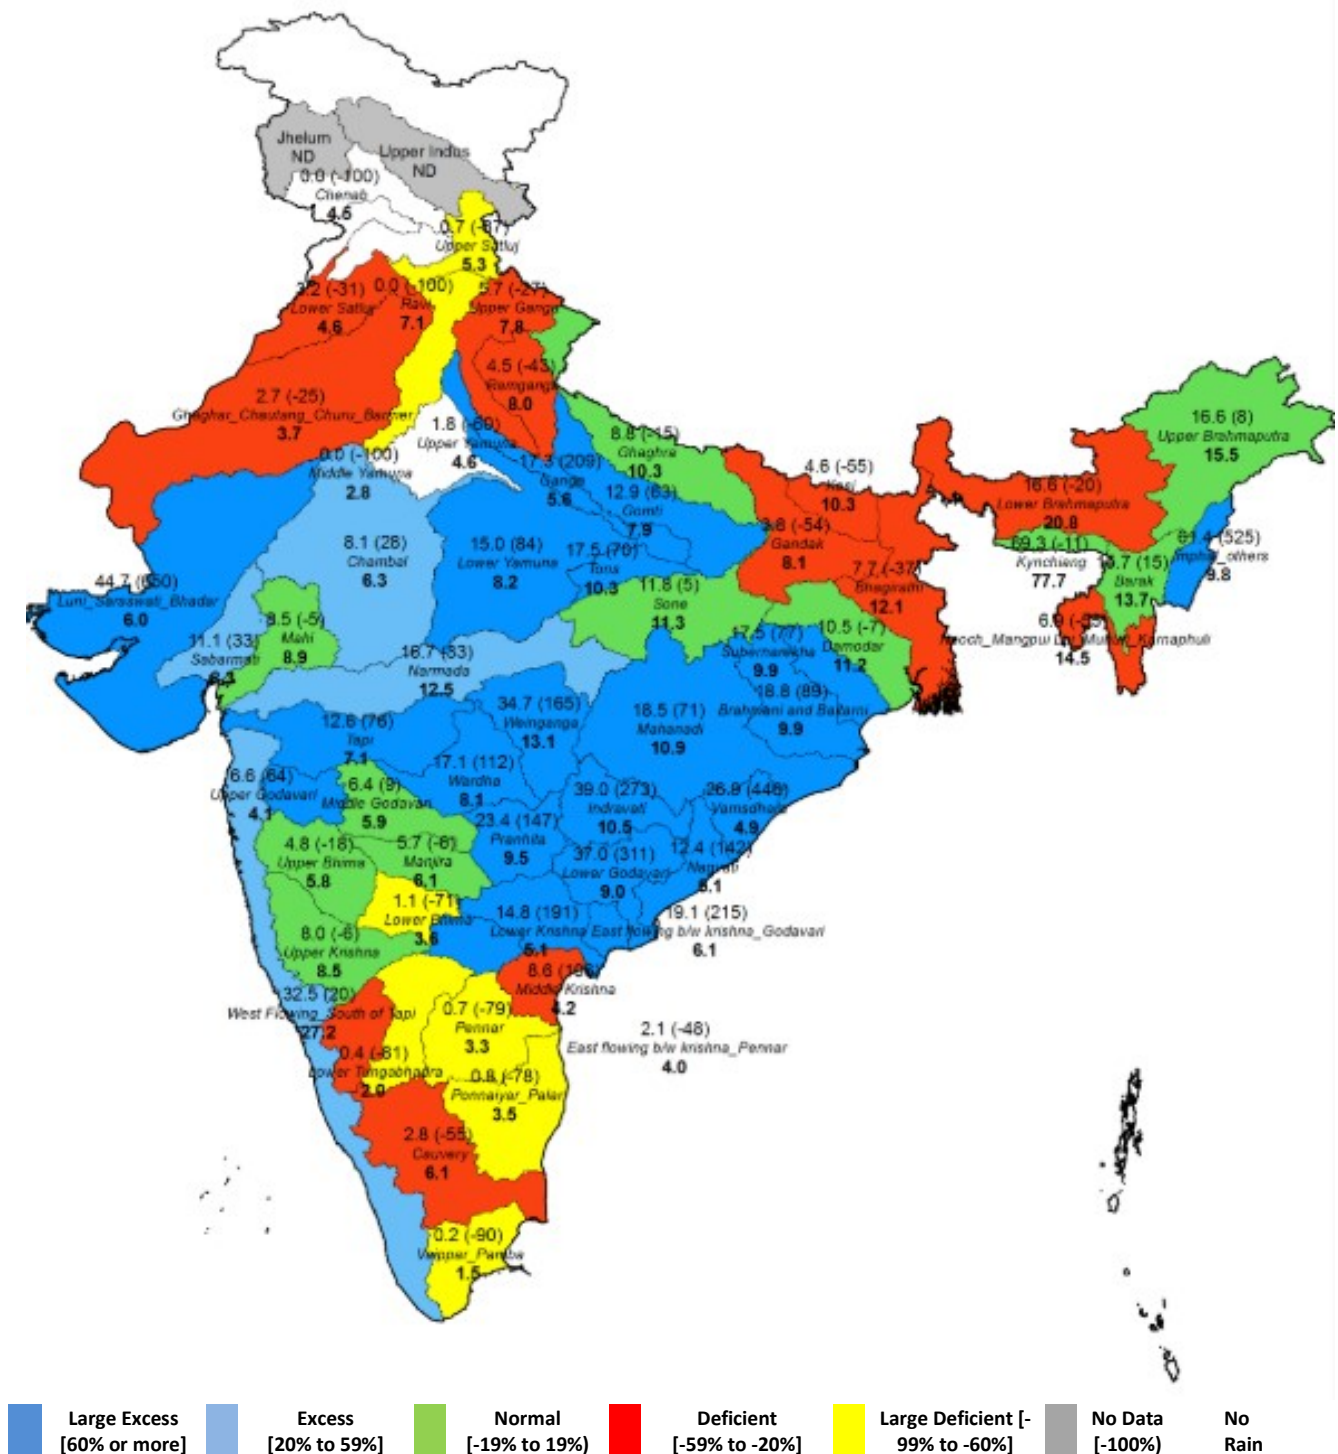 Jhelum
ND
Upper Indus
ND
0.0 (-100)
Chenab
4.5
Upper Satluj
5.3
(-31)
Lower Satluj
4.6
0.0 (-100)
Ravi
7.1
5.7 (-27)
Upper Ganga
7.8
4.5 (-43)
Ramganga
8.0
2.7 (-25)
Ghaghar_Chautang_Churu_Barmer
3.7
1.8 (-60)
Upper Yamuna
4.6
0.0 (-100)
Middle Yamuna
2.8
8.8 (-15)
Ghaghra
10.3
17.3 (209)
Ganga
5.6
12.9 (63)
Gomti
7.9
4.6 (-55)
Kosi
10.3
16.6 (8)
Upper Brahmaputra
15.5
16.6 (-20)
Lower Brahmaputra
20.8
3.8 (-54)
Gandak
8.1
8.1 (28)
Chambal
6.3
15.0 (84)
Lower Yamuna
8.2
17.5 (70)
Tons
10.3
69.3 (-11)
Kynchiang
77.7
61.4 (525)
Imphal_others
9.8
(15)
Barak
13.7
7.7 (-37)
Bhagirathi
12.1
44.7
Luni_Saraswati_Bhadar
6.0
11.8 (5)
Sone
11.3
8.5 (-5)
Mahi
8.9
11.1 (33)
Sabarmati
8.3
10.5 (-7)
Damodar
11.2
14.5
17.5 (77)
Subernarekha
9.9
16.7 (33)
Narmada
12.5
34.7 (165)
Wainganga
13.1
18.5 (71)
Mahanadi
10.9
18.8 (89)
Brahmani and Baitarni
9.9
12.6 (76)
Tapi
7.1
17.1 (112)
Wardha
8.1
6.6 (64)
Upper Godavari
4.1
6.4 (9)
Middle Godavari
5.9
39.0 (273)
Indravati
10.5
26.9 (446)
Vamsdhara
4.9
23.4 (147)
Pranhita
9.5
4.8 (-18)
Upper Bhima
5.8
5.7 (-6)
Manjira
6.1
37.0 (311)
Lower Godavari
9.0
12.4 (142)
Nagvati
5.1
1.1 (-71)
Lower Bhima
3.6
14.8 (191)
Lower Krishna
5.1
19.1 (215)
East flowing b/w krishna_Godavari
6.1
8.0 (-6)
Upper Krishna
8.5
8.6
Middle Krishna
4.2
32.5 (20)
West Flowing_South of Tapi
27.2
0.7 (-79)
Pennar
3.3
2.1 (-48)
East flowing b/w krishna_Pennar
4.0
0.4 (-81)
Lower Tungabhadra
2.0
0.8 (-78)
Ponnaiyar_Palar
3.5
2.8 (-55)
Cauvery
6.1
0.2 (-90)
Vaippar_Pamba
1.5
Large Excess Excess Normal Deficient Large Deficient [- No Data No
[60% or more] [20% to 59%] [-19% to 19%) [-59% to -20%] 99% to -60%] [-100%) Rain